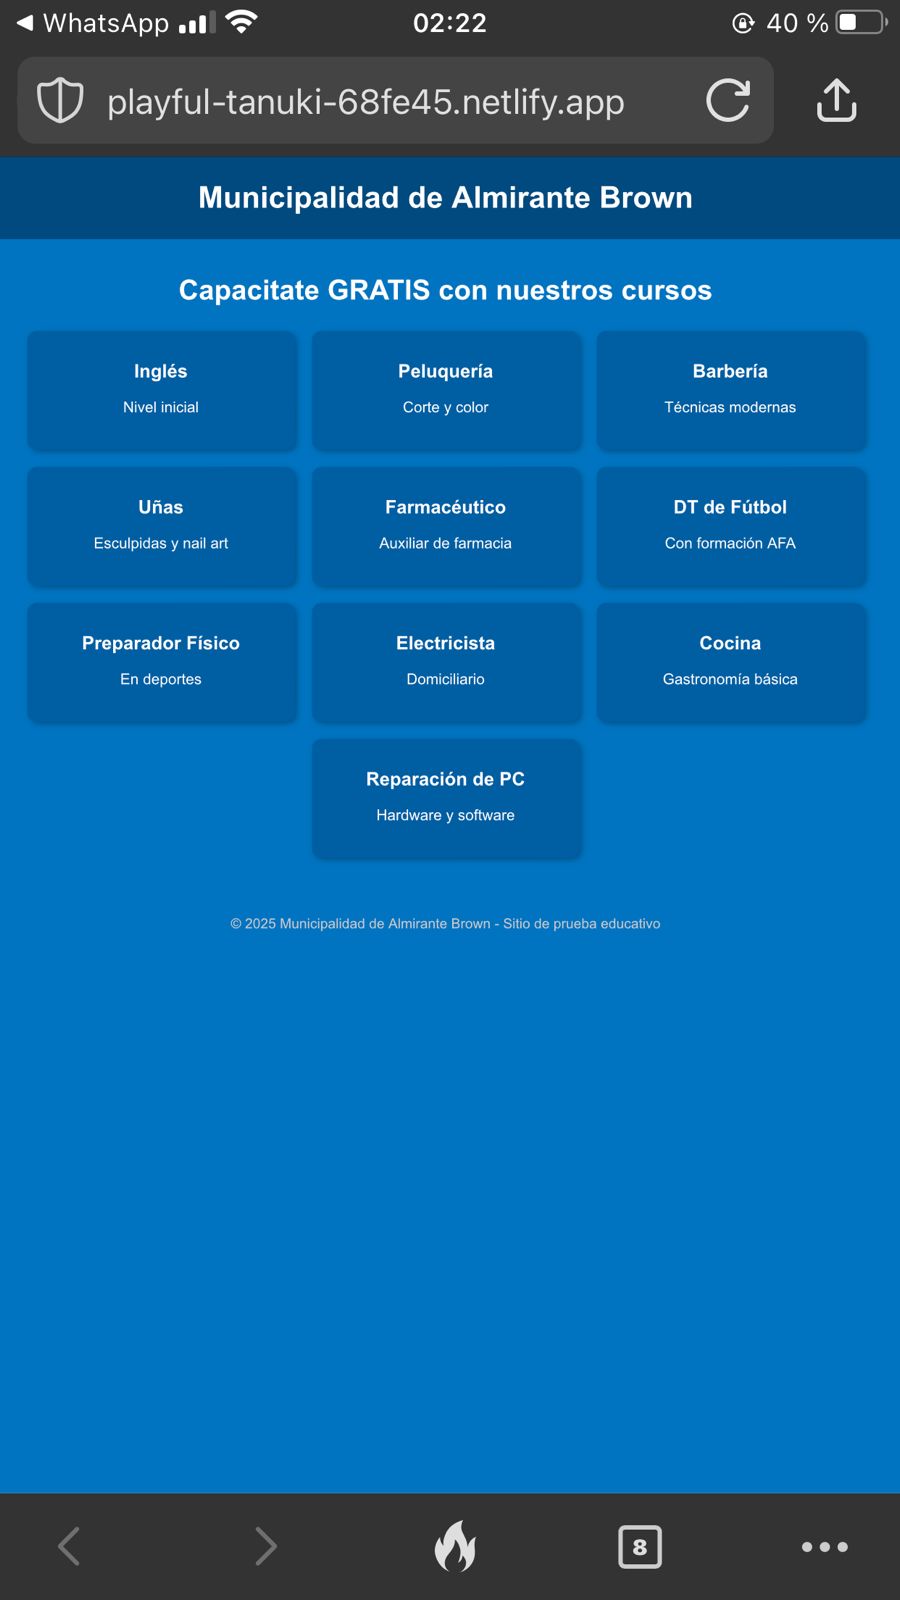 WhatsApp 02:22 40 %
playful-tanuki-68fe45.netlify.app
Municipalidad de Almirante Brown
Capacitate GRATIS con nuestros cursos
Inglés
Nivel inicial
Peluquería
Corte y color
Barbería
Técnicas modernas
Uñas
Esculpidas y nail art
Farmacéutico
Auxiliar de farmacia
DT de Fútbol
Con formación AFA
Preparador Físico
En deportes
Electricista
Domiciliario
Cocina
Gastronomía básica
Reparación de PC
Hardware y software
© 2025 Municipalidad de Almirante Brown - Sitio de prueba educativo
8